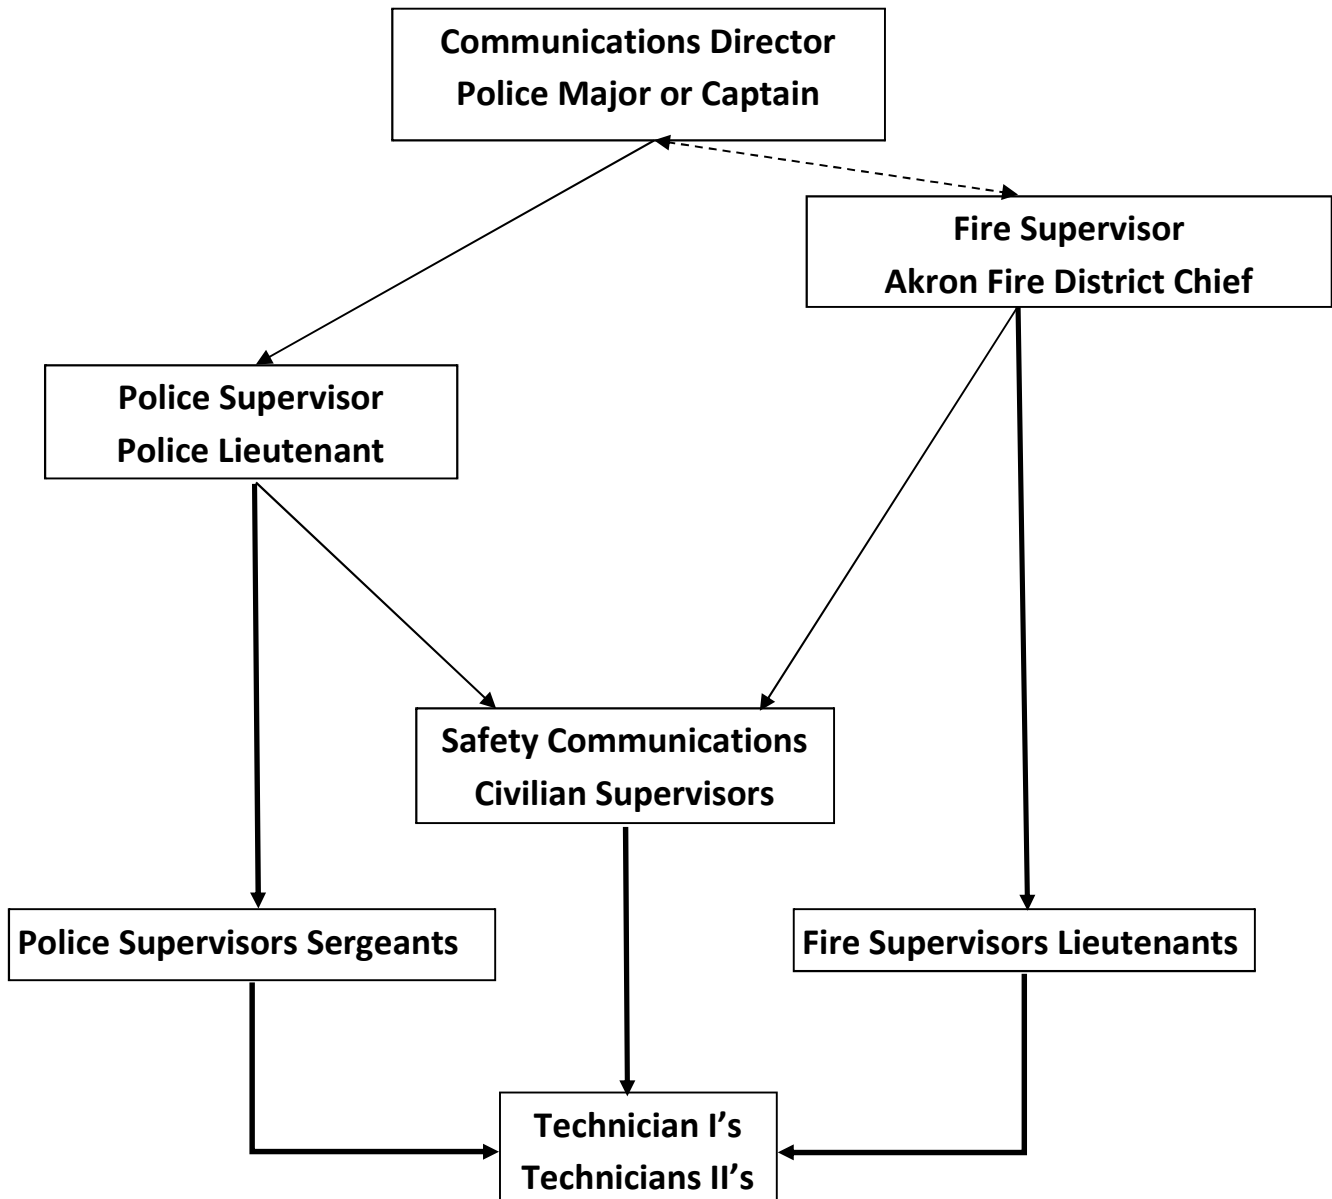 Communications Director
Police Major or Captain
Fire Supervisor
Akron Fire District Chief
Police Supervisor
Police Lieutenant
Safety Communications
Civilian Supervisors
Police Supervisors Sergeants
Fire Supervisors Lieutenants
Technician I’s
Technicians II’s